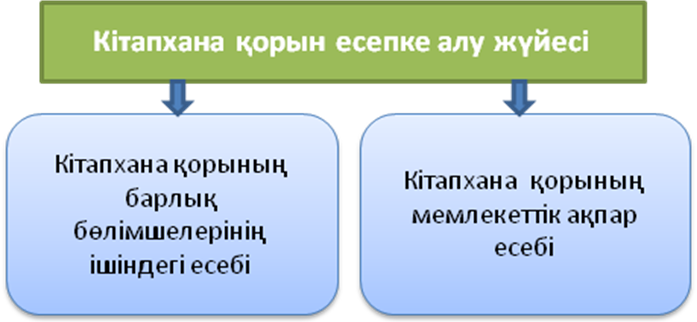 Кітапхана қорын есепке алу жүйесі
Кітапхана қорының
барлық
бөлімшелерінің
ішіндегі есебі
Кітапхана қорының
мемлекеттік ақпар
есебі